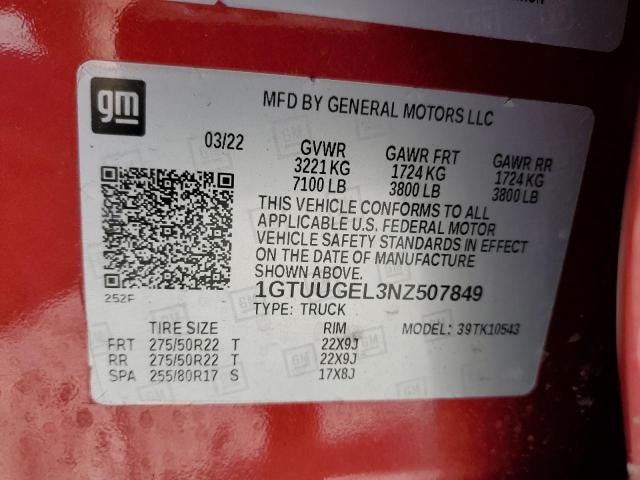 gm
MFD BY GENERAL MOTORS LLC
03/22
GVWR
3221 KG
7100 LB
GAWR FRT
1724 KG
3800 LB
GAWR RR
1724 KG
3800 LB
THIS VEHICLE CONFORMS TO ALL
APPLICABLE U.S. FEDERAL MOTOR
VEHICLE SAFETY STANDARDS IN EFFECT
ON THE DATE OF MANUFACTURE
SHOWN ABOVE.
252F
1GTUUGEL3NZ507849
TYPE: TRUCK
TIRE SIZE RIM MODEL: 39TK10543
FRT 275/50R22 T 22X9J
RR 275/50R22 T 22X9J
SPA 255/80R17 S 17X8J